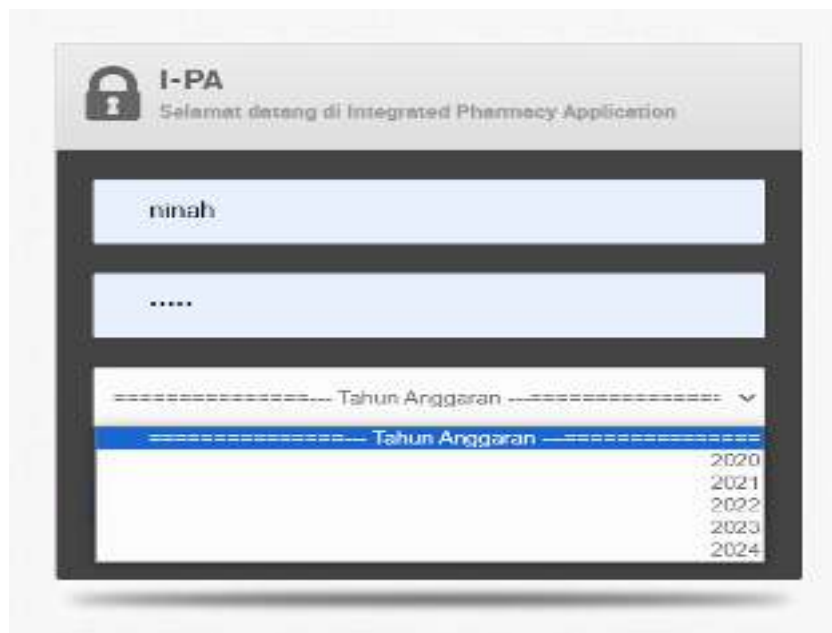 I-PA
Selamat datang di Integrated Pharmacy Application
ninah
•••••
===============--- Tahun Anggaran ---===============
===============--- Tahun Anggaran ---===============
2020
2021
2022
2023
2024